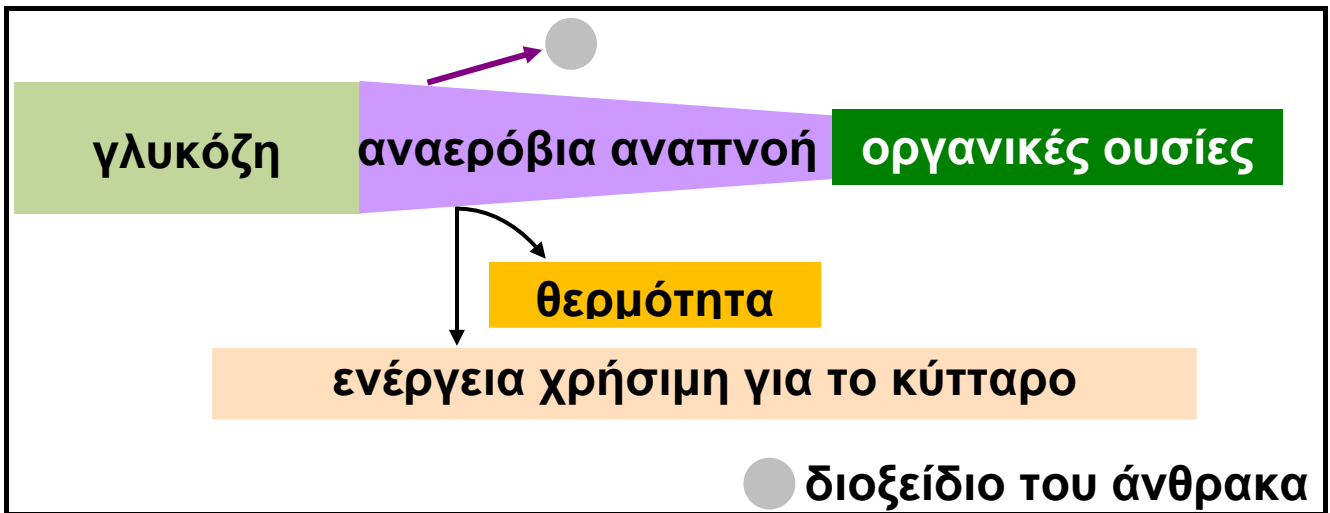 γλυκόζη
αναερόβια αναπνοή
οργανικές ουσίες
θερμότητα
ενέργεια χρήσιμη για το κύτταρο
διοξείδιο του άνθρακα